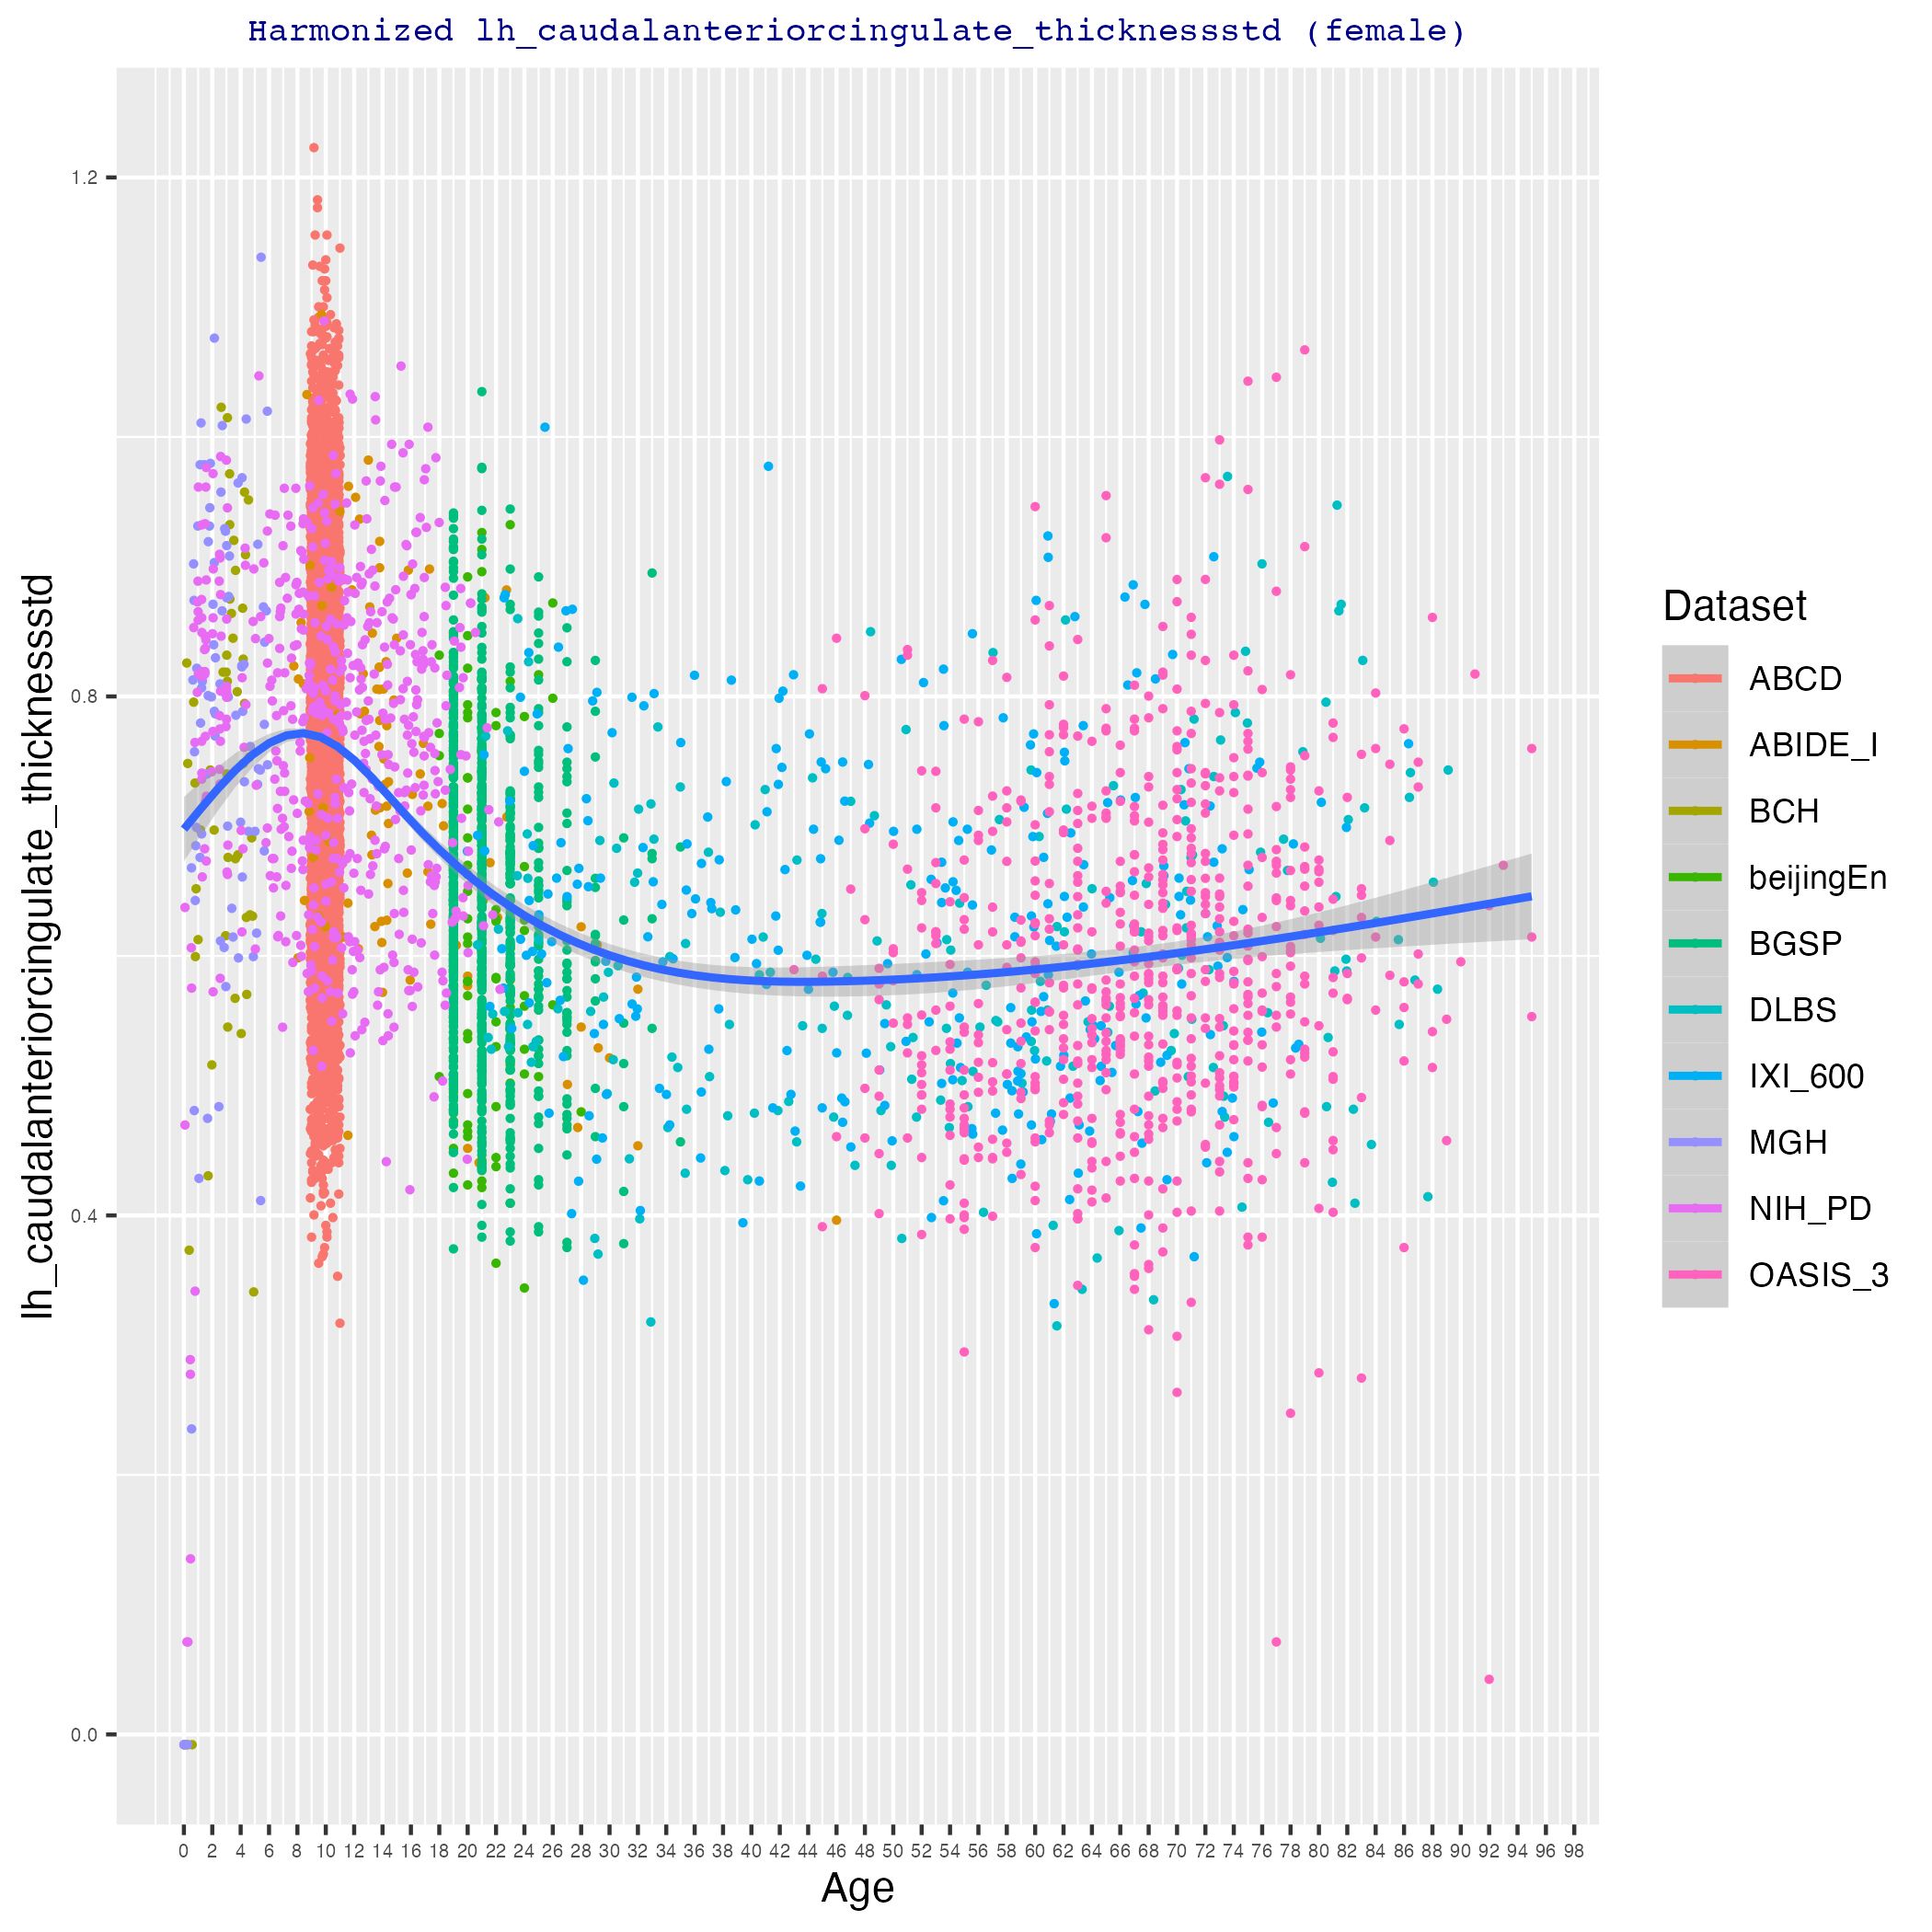 Harmonized lh_caudalanteriorcingulate_thicknessstd (female)
lh_caudalanteriorcingulate_thicknessstd
1.2
0.8
0.4
0.0
0 2 4 6 8 10 12 14 16 18 20 22 24 26 28 30 32 34 36 38 40 42 44 46 48 50 52 54 56 58 60 62 64 66 68 70 72 74 76 78 80 82 84 86 88 90 92 94 96 98
Age
Dataset
ABCD
ABIDE_I
BCH
beijingEn
BGSP
DLBS
IXI_600
MGH
NIH_PD
OASIS_3